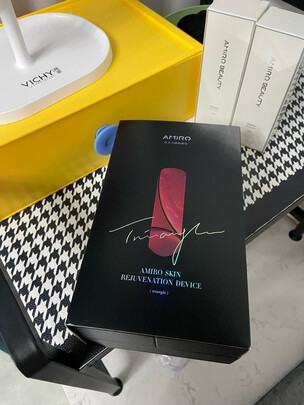 VICHY
AMIRO BEAUTY
AMIRO BEAUTY
AMIRO
Triangle
AMIRO SKIN
REJUVENATION DEVICE
( triangle )